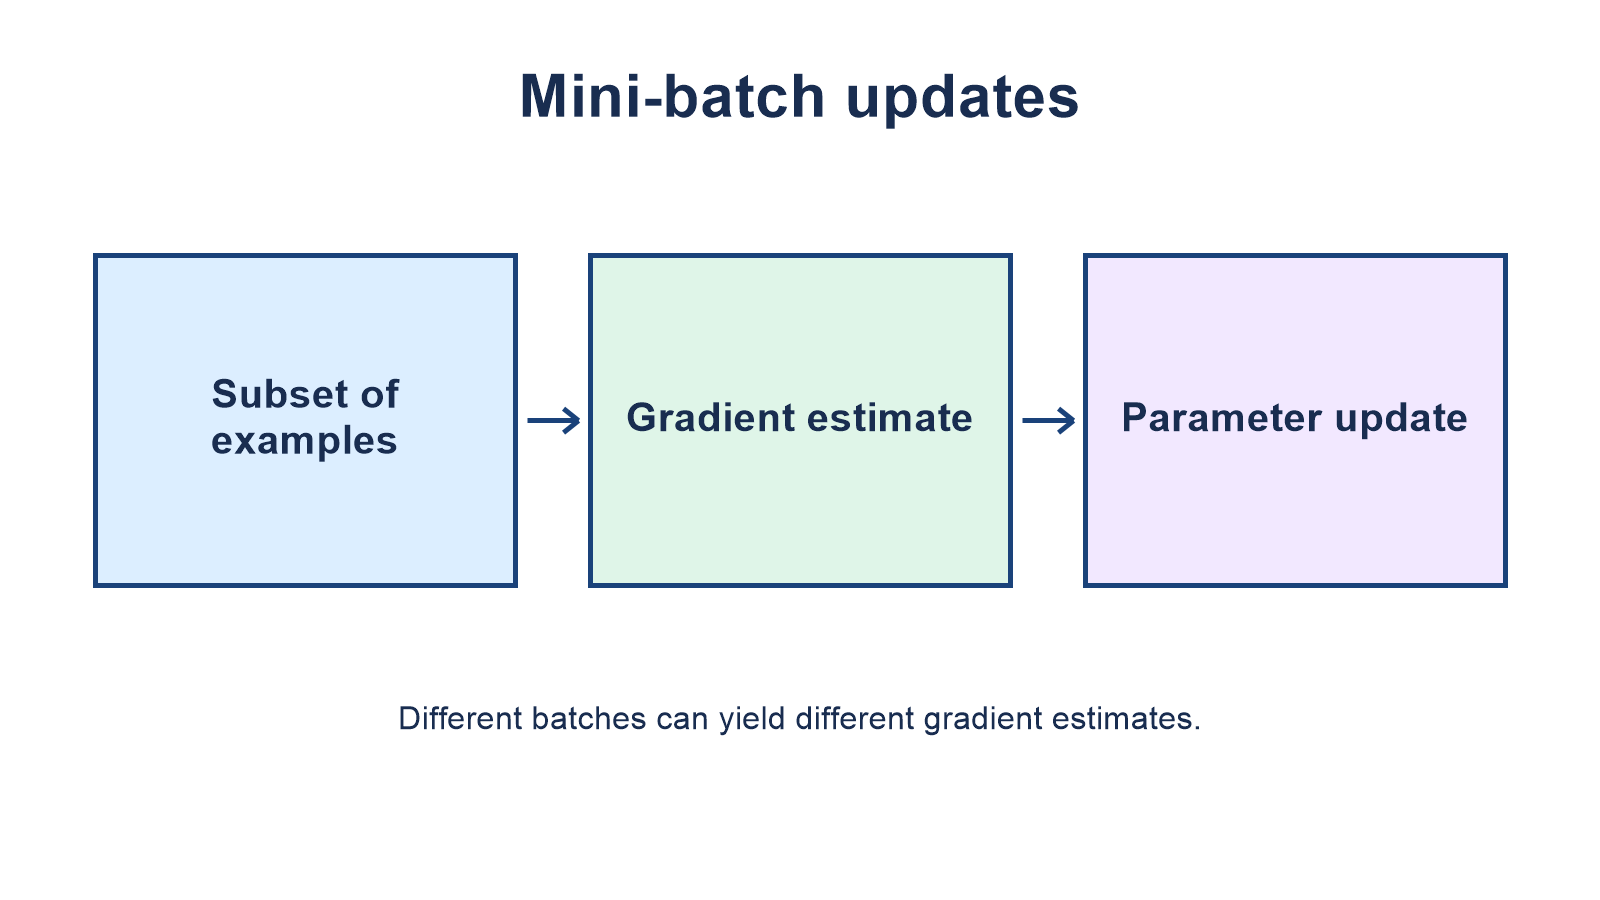 Mini-batch updates
Subset of
examples
Gradient estimate
Parameter update
Different batches can yield different gradient estimates.